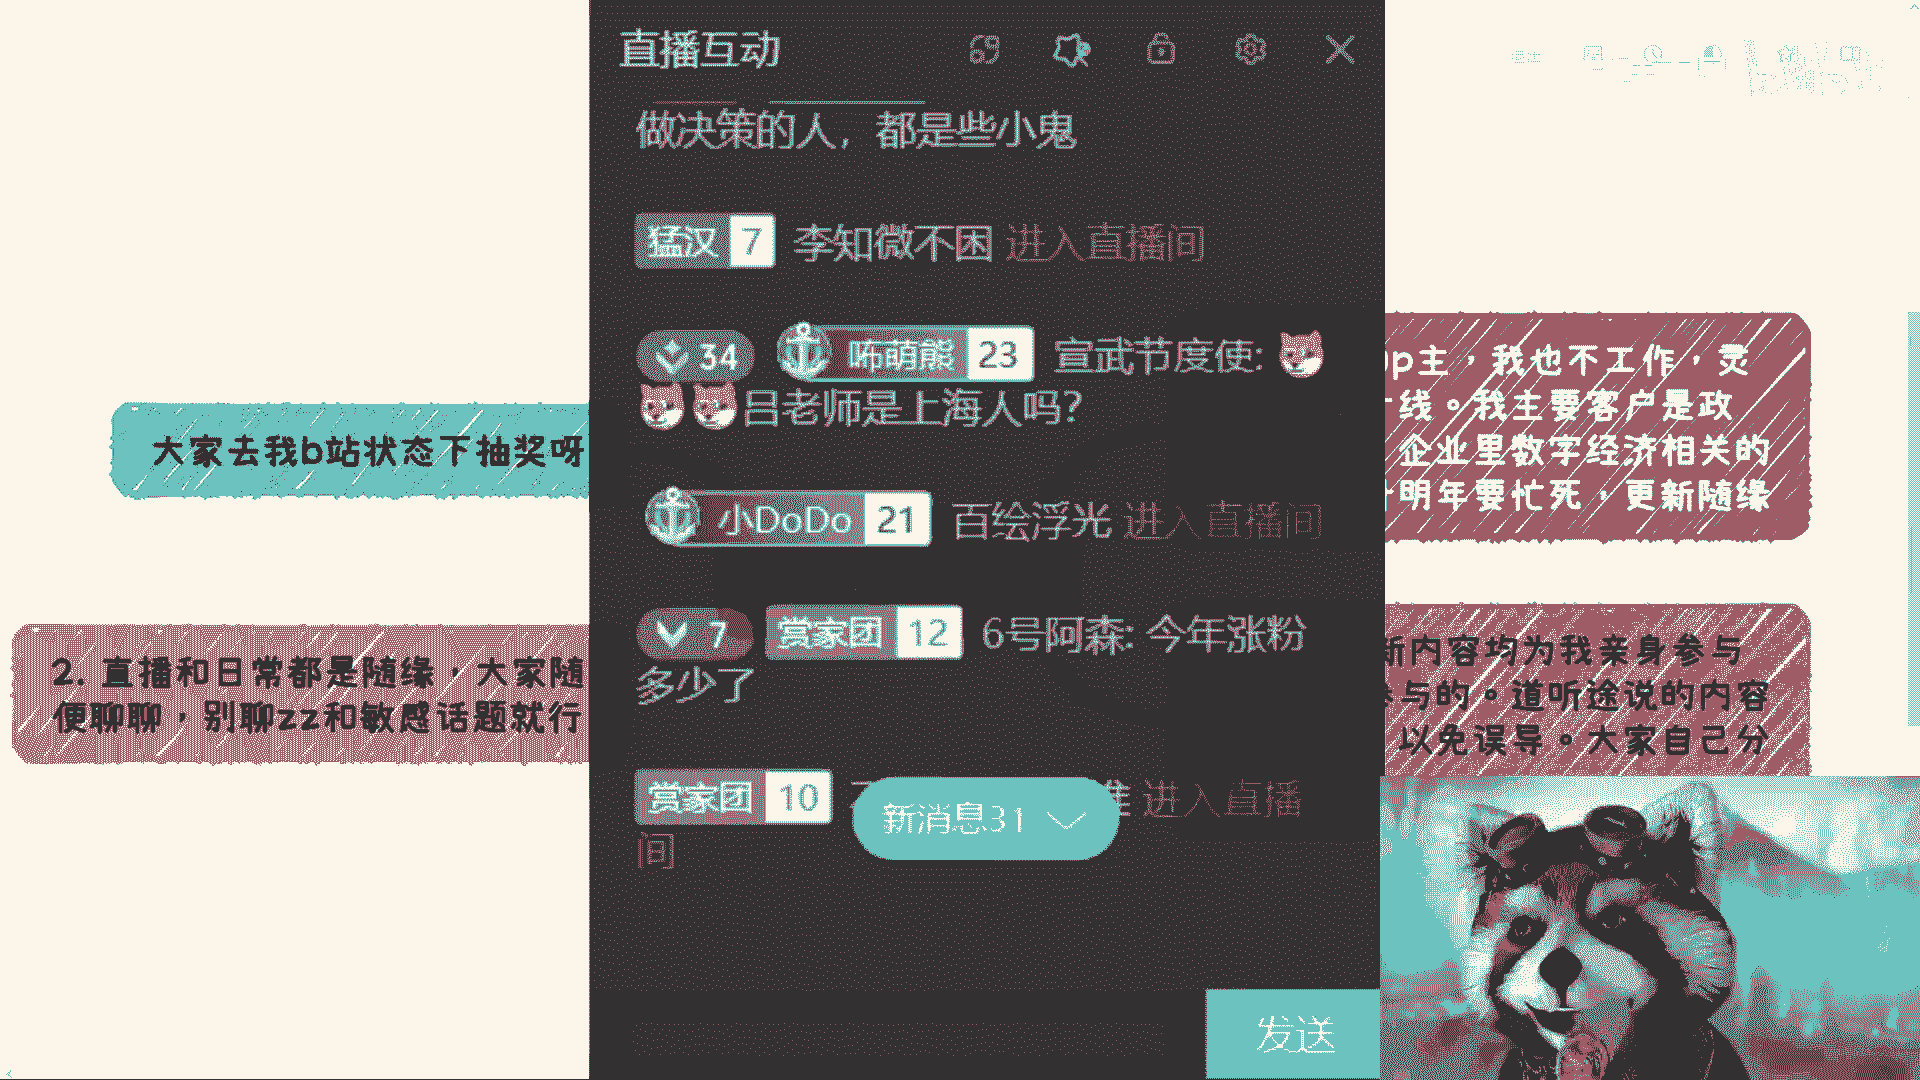 直播互动
做决策的人，都是些小鬼
猛汉 7 李知微不困 进入直播间
34 咘萌熊 23 宣武节度使:
吕老师是上海人吗？
小DoDo 21 百绘浮光 进入直播间
7 赏家团 12 6号阿森: 今年涨粉
多少了
赏家团 10 进入直播
间
新消息31
发送
大家去我b站状态下抽奖呀
2. 直播和日常都是随缘，大家随
便聊聊，别聊zz和敏感话题就行
up主，我也不工作，灵
线。我主要客户是政
企业里数字经济相关的
明年要忙死，更新随缘
新内容均为我亲身参与
参与的。道听途说的内容
以免误导。大家自己分